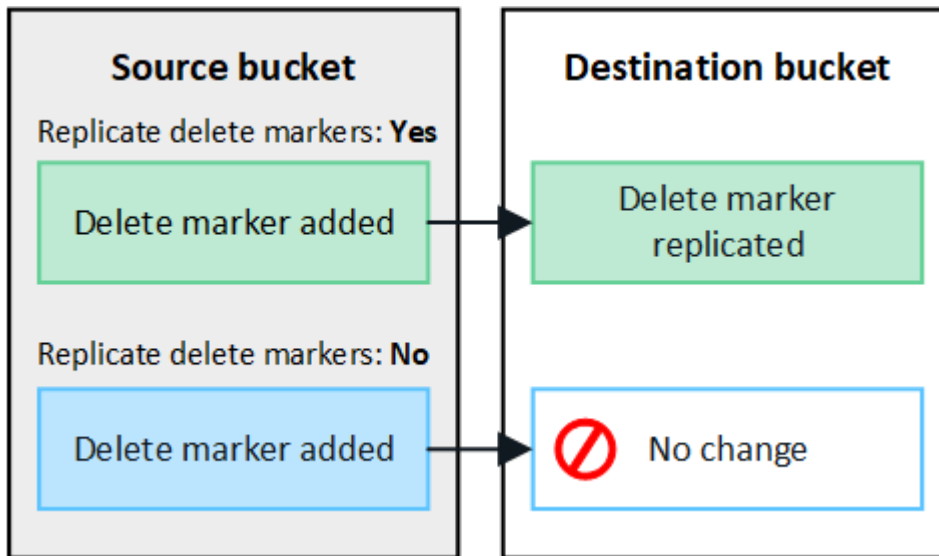 Source bucket
Replicate delete markers: Yes
Delete marker added
Replicate delete markers: No
Delete marker added
Destination bucket
Delete marker
replicated
No change